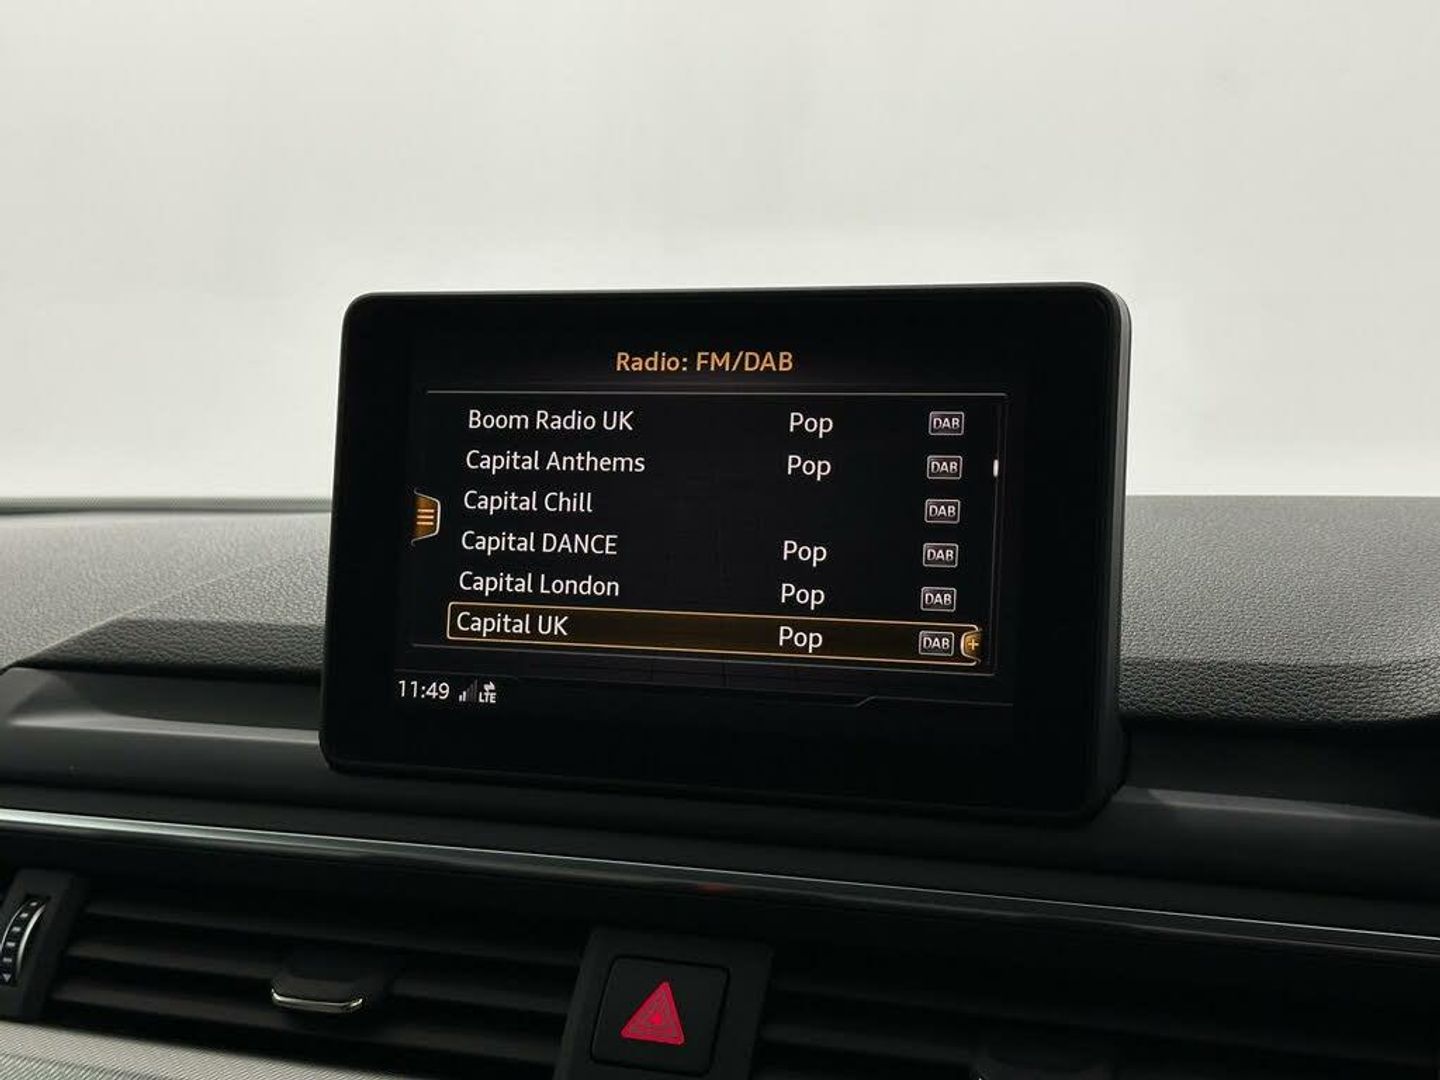 Radio: FM/DAB
Boom Radio UK Pop DAB
Capital Anthems Pop DAB
Capital Chill DAB
Capital DANCE Pop DAB
Capital London Pop DAB
Capital UK Pop DAB
11:49 LTE